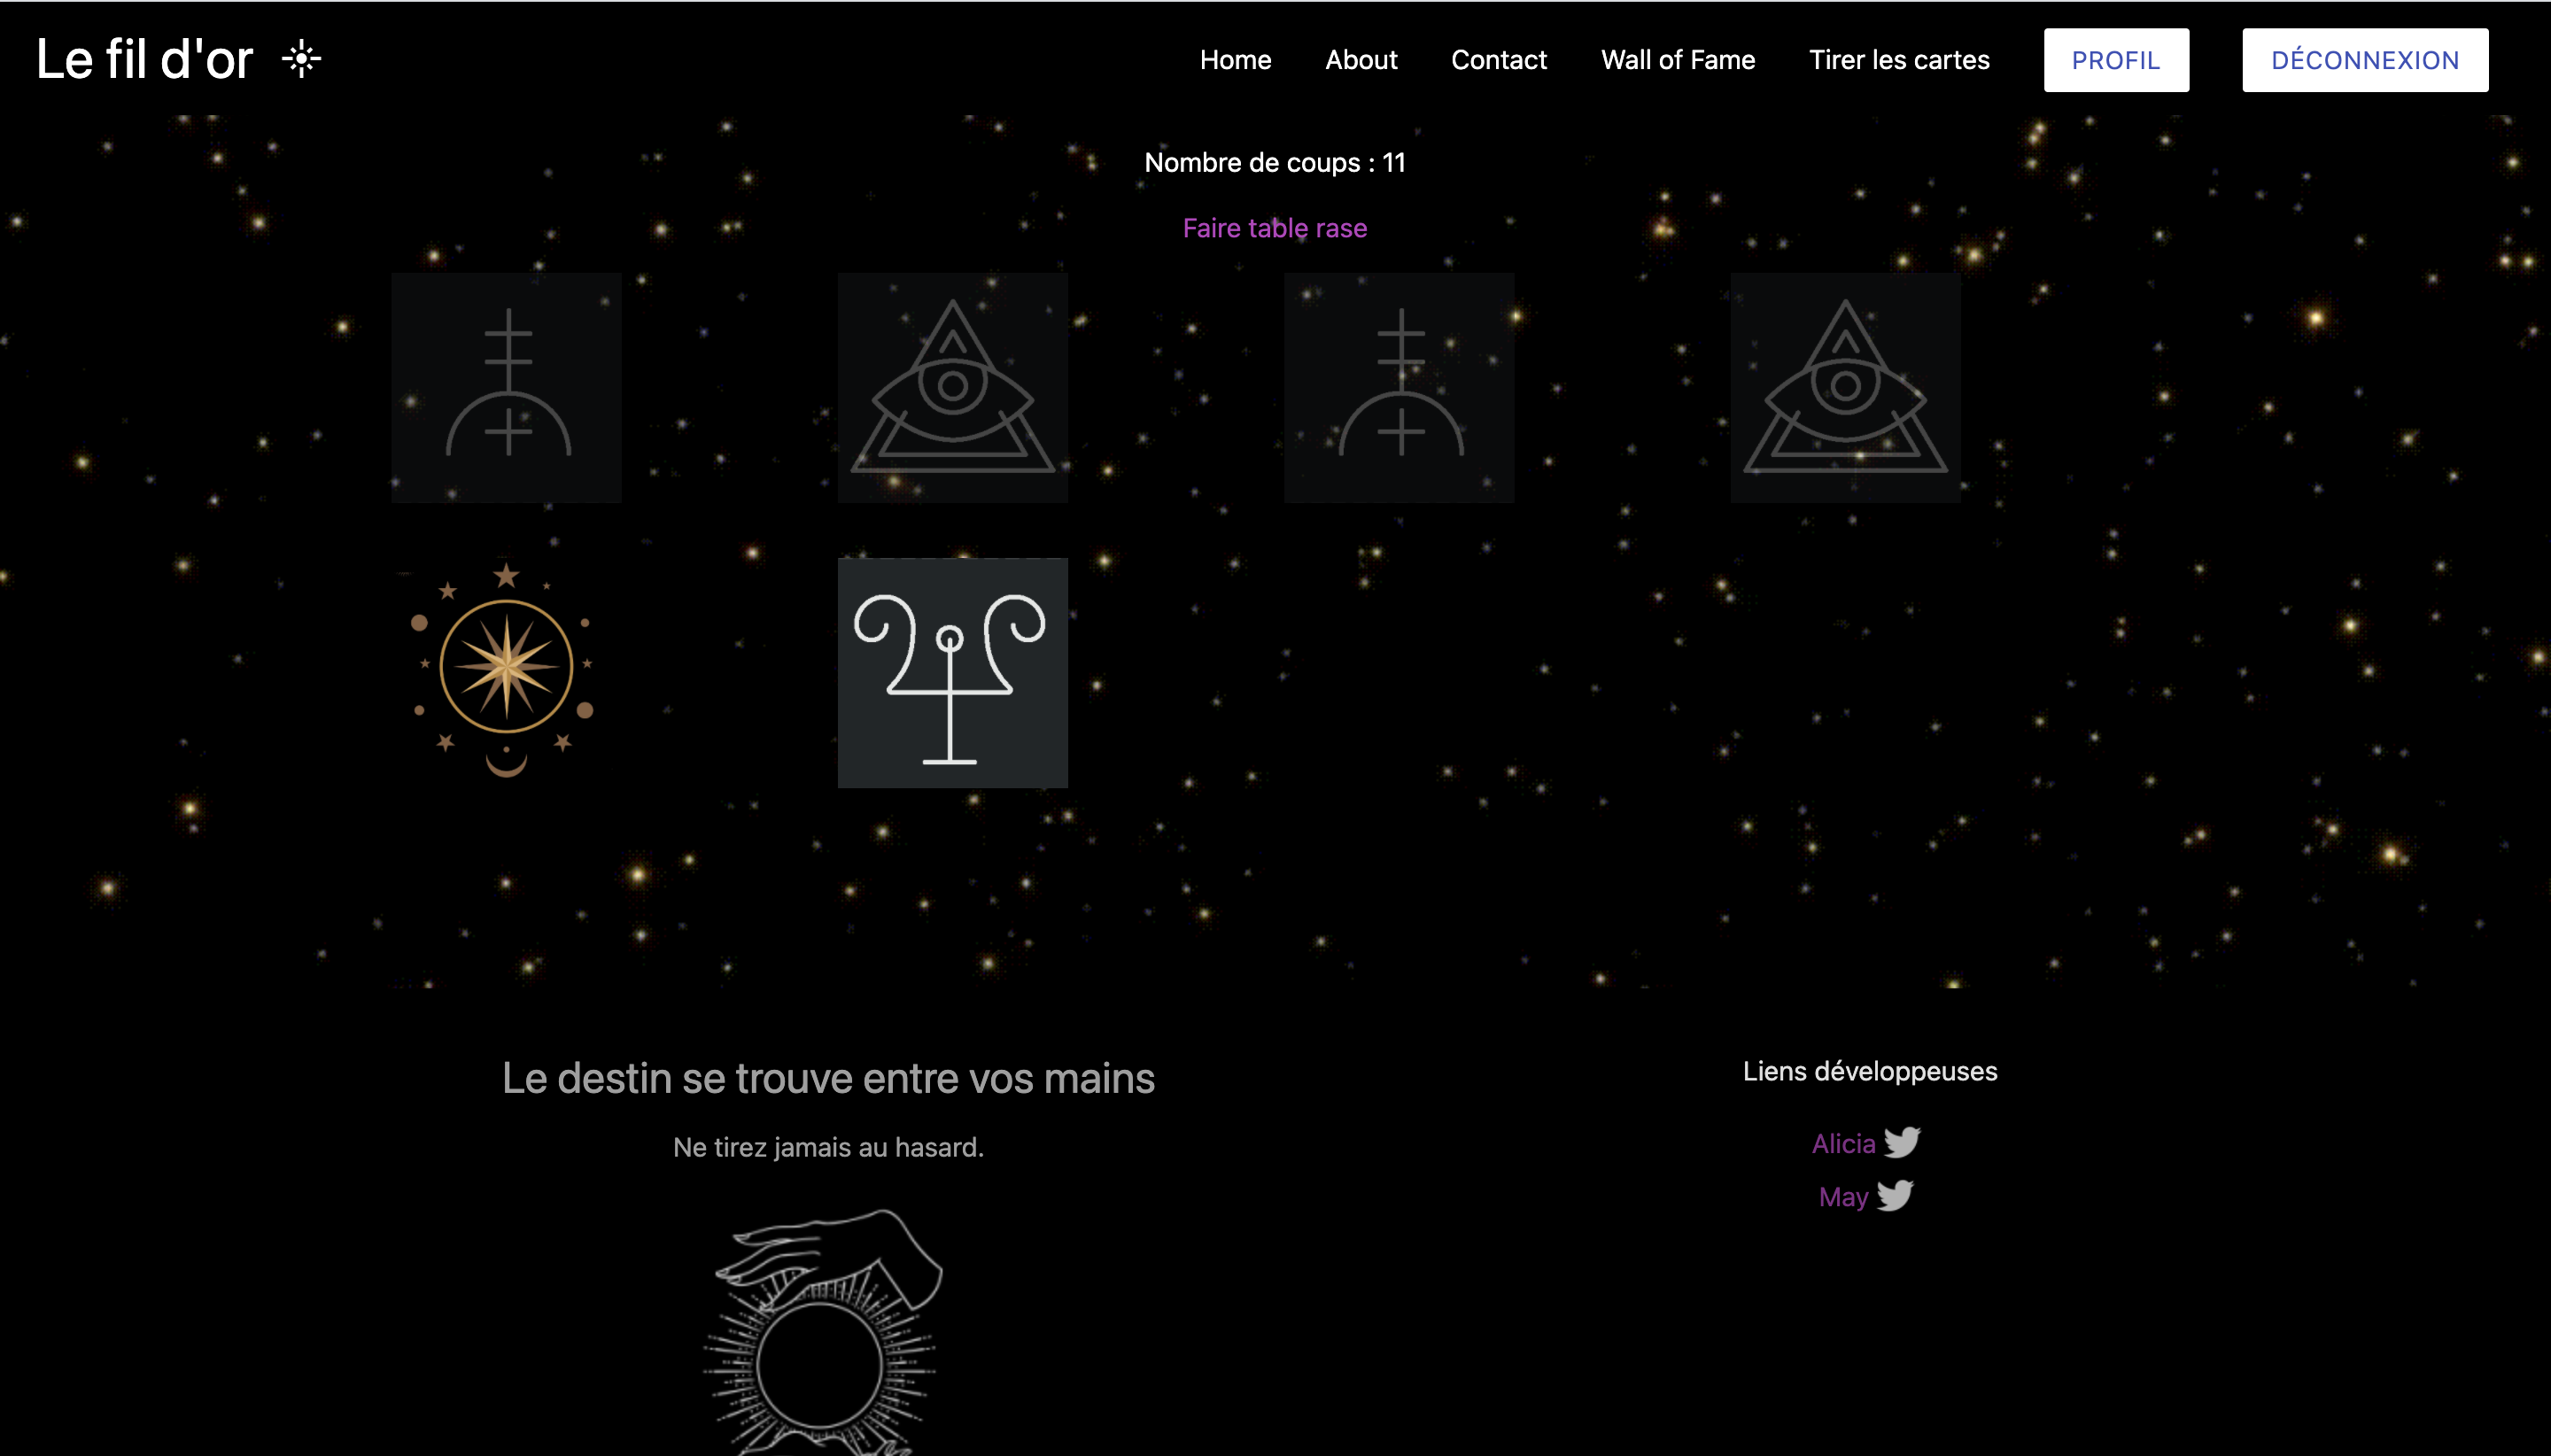 Le fil d'or
Home
About
Contact
Wall of Fame
Tirer les cartes
PROFIL
DÉCONNEXION
Nombre de coups : 11
Faire table rase
Le destin se trouve entre vos mains
Ne tirez jamais au hasard.
Liens développeuses
Alicia
May